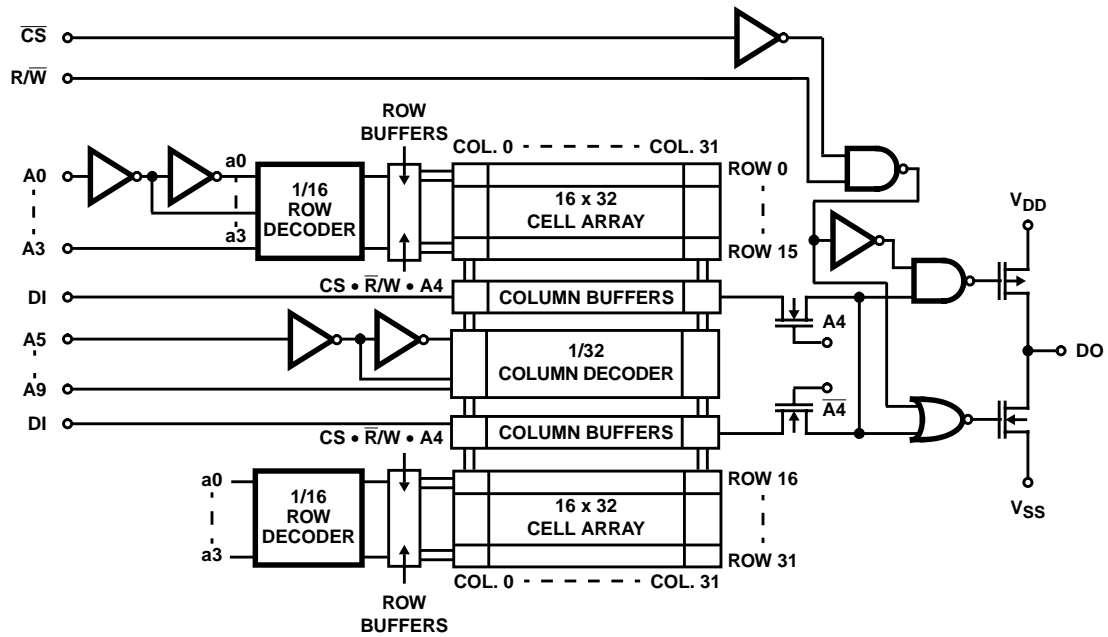 C̅S̅
R/W̅
ROW
BUFFERS
COL. 0 - - - - - - COL. 31
A0
a0
1/16
ROW
DECODER
a3
A3
16 x 32
CELL ARRAY
ROW 0
ROW 15
V_DD
CS • R̅/W • A4
DI
COLUMN BUFFERS
A4
A5
1/32
COLUMN DECODER
DO
A9
A̅4̅
DI
COLUMN BUFFERS
CS • R̅/W • A4
a0
1/16
ROW
DECODER
a3
16 x 32
CELL ARRAY
ROW 16
ROW 31
V_SS
COL. 0 - - - - - - COL. 31
ROW
BUFFERS